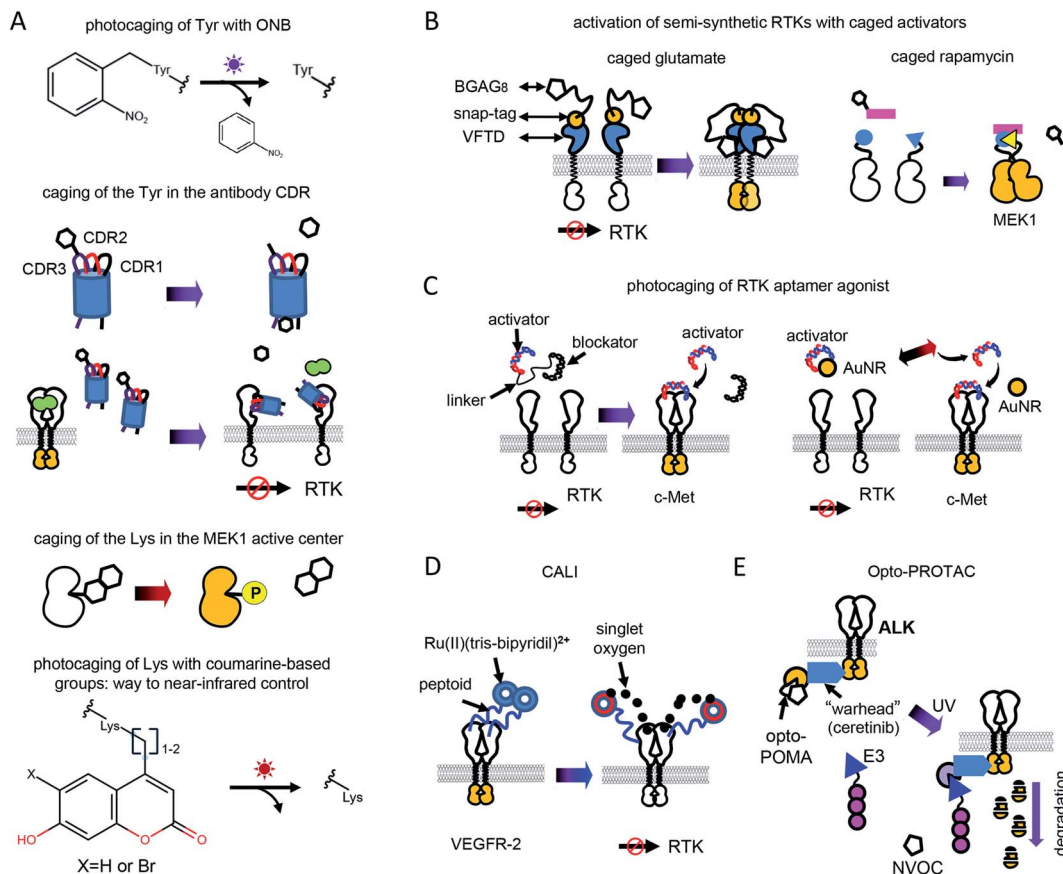 A
photocaging of Tyr with ONB
Tyr
NO₂
Tyr
NO₂
caging of the Tyr in the antibody CDR
CDR2
CDR3
CDR1
RTK
caging of the Lys in the MEK1 active center
P
photocaging of Lys with coumarine-based
groups: way to near-infrared control
Lys
1-2
X
HO
O
O
Lys
X=H or Br
B
activation of semi-synthetic RTKs with caged activators
caged glutamate
caged rapamycin
BGAG₈
snap-tag
VFTD
RTK
MEK1
C
photocaging of RTK aptamer agonist
activator
blockator
linker
activator
RTK
c-Met
activator
AuNR
AuNR
RTK
c-Met
D
CALI
Ru(II)(tris-bipyridil)²⁺
singlet
oxygen
peptoid
VEGFR-2
RTK
E
Opto-PROTAC
ALK
"warhead"
(ceretinib)
UV
opto-
POMA
E3
NVOC
degradation